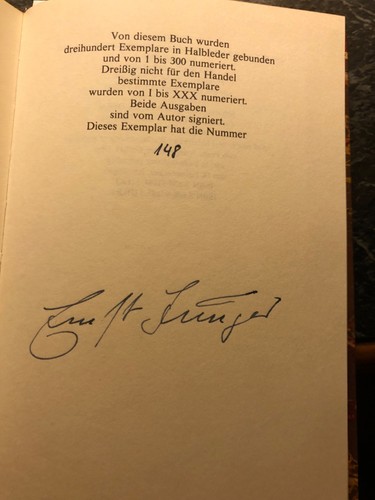 Von diesem Buch wurden
dreihundert Exemplare in Halbleder gebunden
und von 1 bis 300 numeriert.
Dreißig nicht für den Handel
bestimmte Exemplare
wurden von I bis XXX numeriert.
Beide Ausgaben
sind vom Autor signiert.
Dieses Exemplar hat die Nummer
148
Ernst Jünger